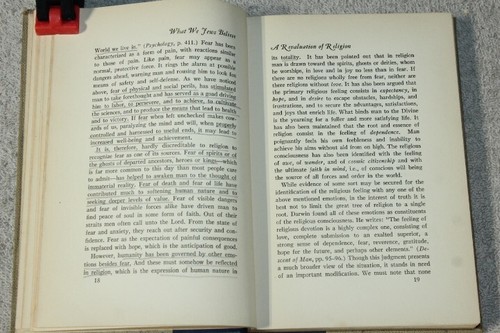 What We Jews Believe
World we live in." (Psychology, p. 411.) Fear has been
characterized as a form of pain, with reactions similar
to those of pain. Like pain, fear may appear as a
normal, protective force. It rings the alarm at possible
dangers ahead, warning man and rousing him to look for
means of safety and self-defense. As we have noticed
above, fear of physical and social perils, has stimulated
man to take forethought and has served as a goad driving
him to labor, to persevere, and to achieve, to cultivate
the sciences, and to produce the means that lead to health
and to victory. If fear when left unchecked makes cow-
ards of us, paralyzing the mind and will, when properly
controlled and harnessed to useful ends, it may lead to
increased well-being and achievement.
It is, therefore, hardly discreditable to religion to
recognize fear as one of its sources. Fear of spirits or of
the ghosts of departed ancestors, heroes or kings—which
is far more common to this day than most people care
to admit—has helped to awaken man to the thought of
immaterial reality. Fear of death and fear of life have
contributed much to softening human nature and to
seeking deeper levels of value. Fear of visible dangers
and fear of invisible forces alike have driven man to
find peace of soul in some form of faith. Out of their
straits men often call unto the Lord. From the state of
fear and anxiety, they reach out after security and con-
fidence. Fear as the expectation of painful consequences
is replaced with hope, which is the anticipation of good.
However, humanity has been governed by other emo-
tions besides fear. And these must somehow be reflected
in religion, which is the expression of human nature in
18
A Revaluation of Religion
its totality. It has been pointed out that in religion
man is drawn toward the spirits, ghosts or deities, whom
he worships, in love and in joy no less than in fear. If
there are no religions wholly free from fear, neither are
there religions without fear. It has also been argued that
the primary religious feeling consists in expectancy, in
hope, and in desire to escape obstacles, hardships, and
frustrations, and to secure the advantages, satisfactions,
and joys that enrich life. What binds man to the Divine
is the yearning for a fuller and more satisfying life. It
has also been maintained that the root and essence of
religion consist in the feeling of dependence. Man
poignantly feels his own feebleness and inability to
achieve his aims without aid from on high. The religious
consciousness has also been identified with the feeling
of awe, of wonder, and of cosmic citizenship and with
the ultimate faith in mind, i.e., of conscious will being
the source of all forces and order in the world.
While evidence of some sort may be secured for the
identification of the religious feeling with any one of the
above mentioned emotions, in the interest of truth it is
best not to limit the great tree of religion to a single
root. Darwin found all of these emotions as constituents
of the religious consciousness. He writes: "The feeling of
religious devotion is a highly complex one, consisting of
love, complete submission to an exalted superior, a
strong sense of dependence, fear, reverence, gratitude,
hope for the future, and perhaps other elements." (De-
scent of Man, pp. 95-96.) Though this judgment presents
a much broader view of the situation, it stands in need
of an important modification. We must note that none
19